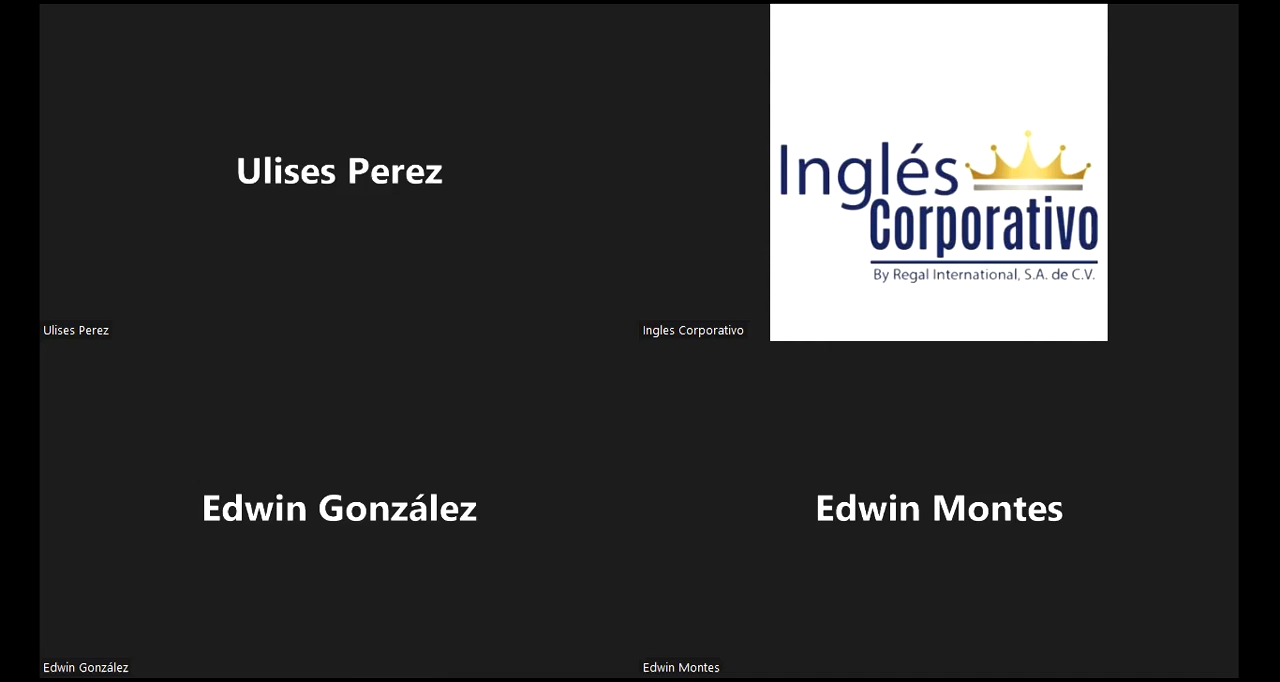 Ulises Perez
Inglés
Corporativo
By Regal International, S.A. de C.V.
Ulises Perez
Ingles Corporativo
Edwin González
Edwin Montes
Edwin González
Edwin Montes